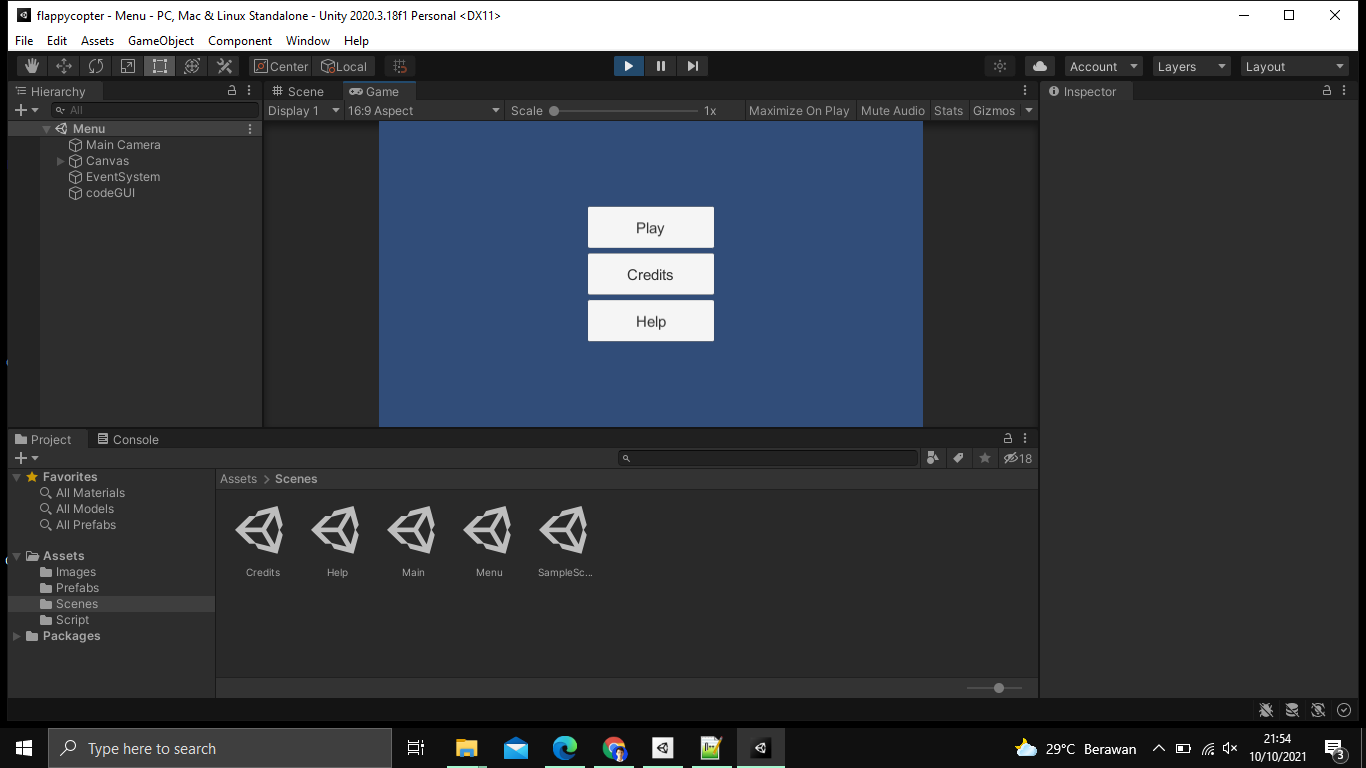 flappycopter - Menu - PC, Mac & Linux Standalone - Unity 2020.3.18f1 Personal <DX11>
File Edit Assets GameObject Component Window Help
Center Local Account Layers Layout
Hierarchy
All
Menu
Main Camera
Canvas
EventSystem
codeGUI
Scene Game
Display 1 16:9 Aspect Scale 1x Maximize On Play Mute Audio Stats Gizmos
Play
Credits
Help
Inspector
Project Console
18
Favorites
All Materials
All Models
All Prefabs
Assets
Images
Prefabs
Scenes
Script
Packages
Assets > Scenes
Credits Help Main Menu SampleSc...
Type here to search
29°C Berawan
21:54
10/10/2021
3